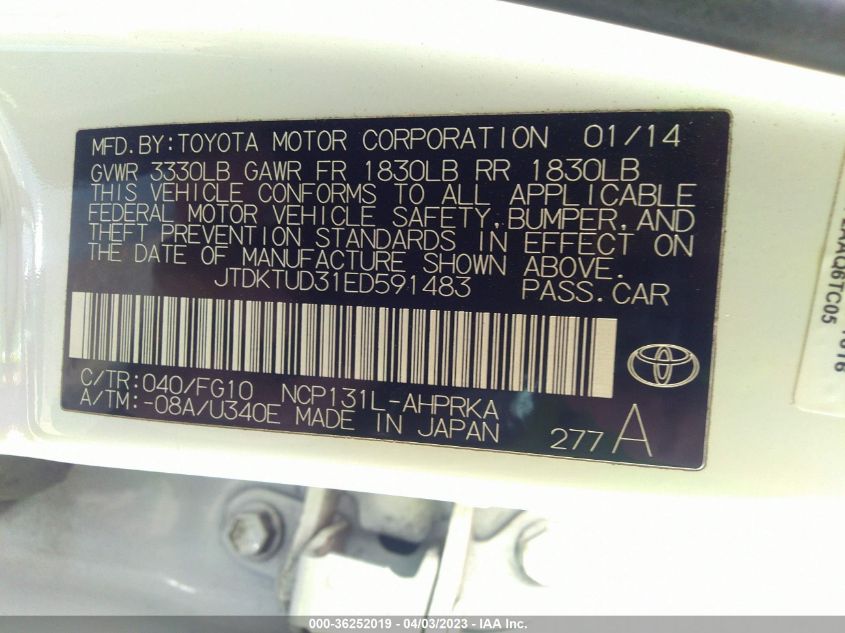 MFD. BY: TOYOTA MOTOR CORPORATION 01/14
GVWR 3330LB GAWR FR 1830LB RR 1830LB
THIS VEHICLE CONFORMS TO ALL APPLICABLE
FEDERAL MOTOR VEHICLE SAFETY, BUMPER, AND
THEFT PREVENTION STANDARDS IN EFFECT ON
THE DATE OF MANUFACTURE SHOWN ABOVE.
JTDKTUD31ED591483 PASS. CAR
C/TR: 040/FG10 NCP131L-AHPRKA
A/TM: -08A/U340E MADE IN JAPAN
277 A
000-36252019 - 04/03/2023 - IAA Inc.